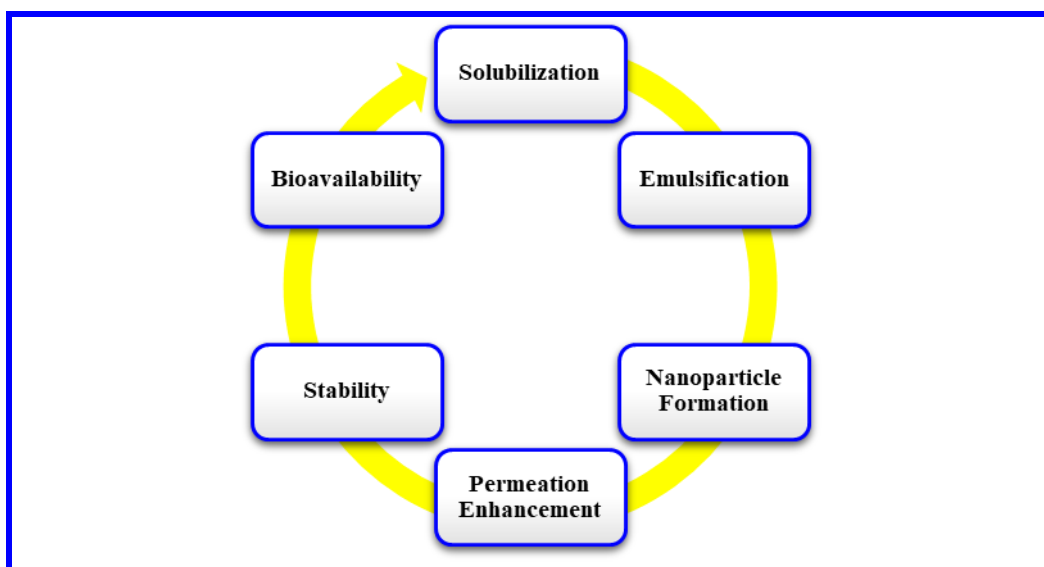 Solubilization
Emulsification
Nanoparticle
Formation
Permeation
Enhancement
Stability
Bioavailability